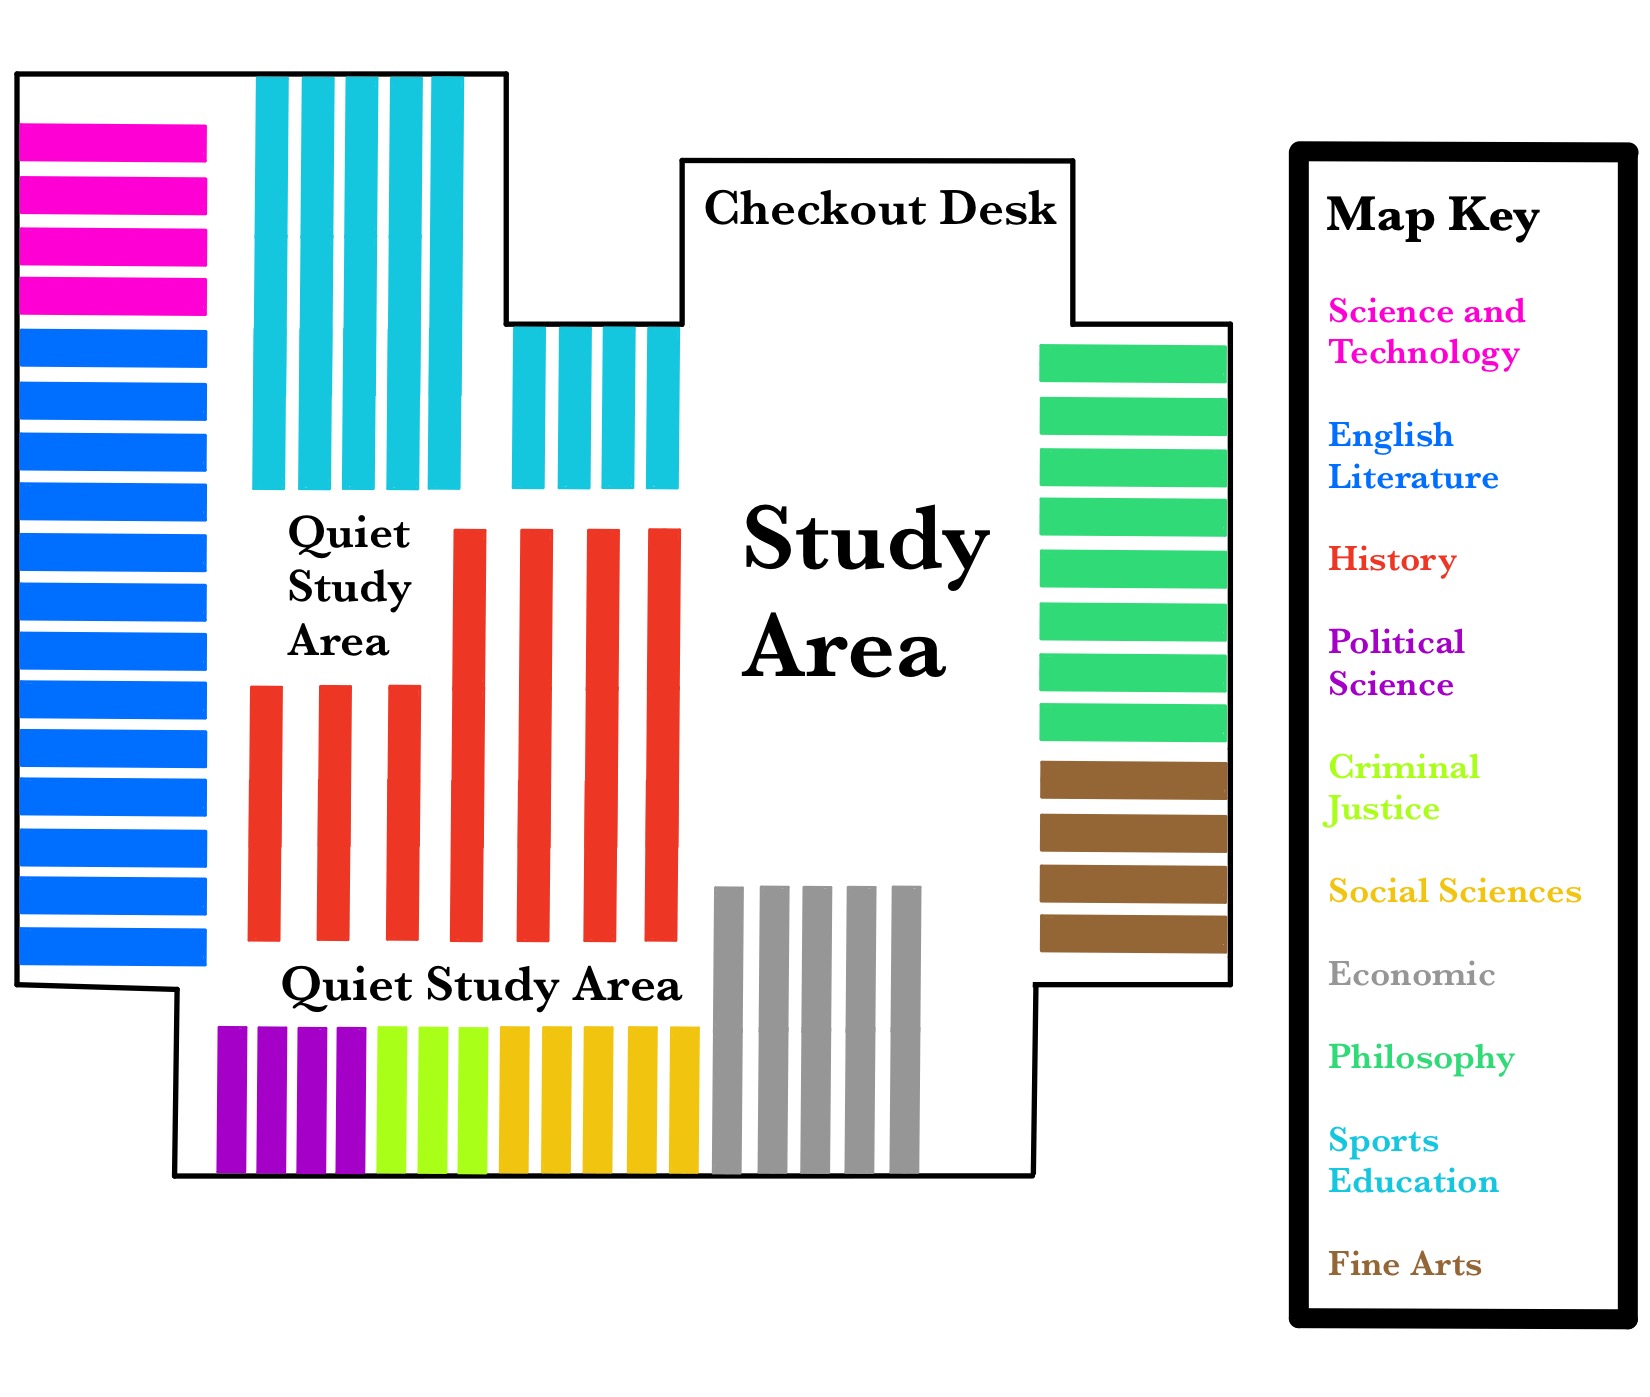 Checkout Desk
Quiet
Study
Area
Study
Area
Quiet Study Area
Map Key
Science and
Technology
English
Literature
History
Political
Science
Criminal
Justice
Social Sciences
Economic
Philosophy
Sports
Education
Fine Arts